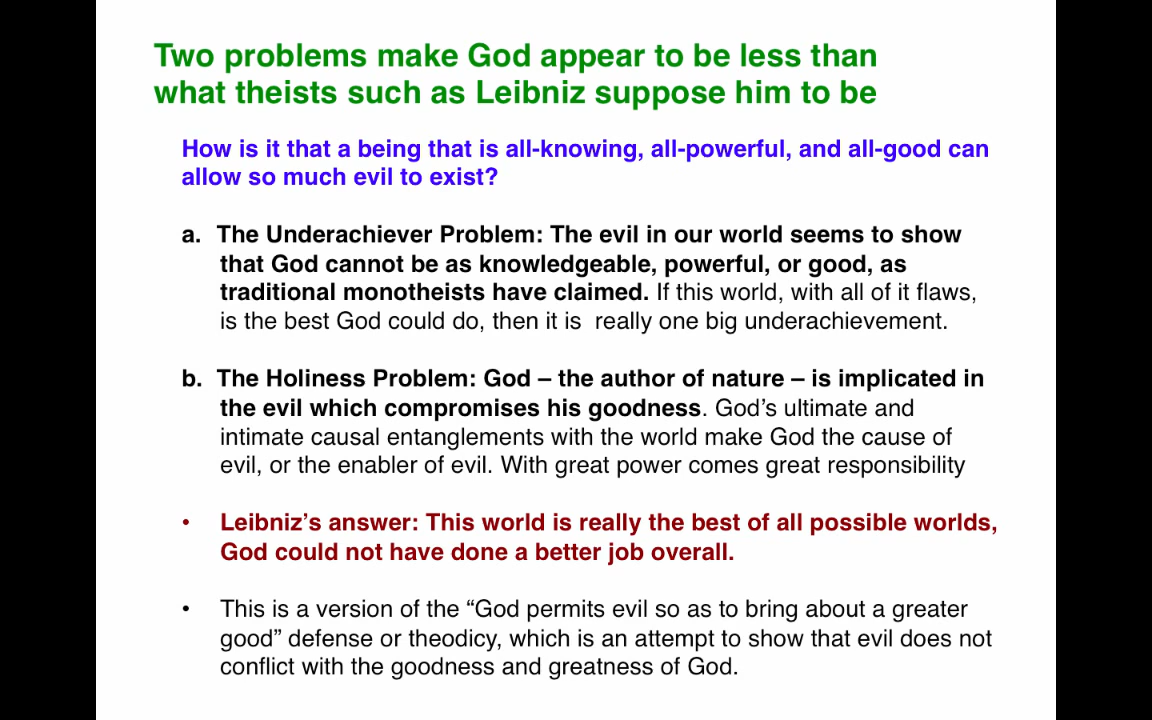 Two problems make God appear to be less than
what theists such as Leibniz suppose him to be
How is it that a being that is all-knowing, all-powerful, and all-good can
allow so much evil to exist?
a. The Underachiever Problem: The evil in our world seems to show
that God cannot be as knowledgeable, powerful, or good, as
traditional monotheists have claimed. If this world, with all of it flaws,
is the best God could do, then it is  really one big underachievement.
b. The Holiness Problem: God – the author of nature – is implicated in
the evil which compromises his goodness. God’s ultimate and
intimate causal entanglements with the world make God the cause of
evil, or the enabler of evil. With great power comes great responsibility
• Leibniz’s answer: This world is really the best of all possible worlds,
God could not have done a better job overall.
• This is a version of the “God permits evil so as to bring about a greater
good” defense or theodicy, which is an attempt to show that evil does not
conflict with the goodness and greatness of God.